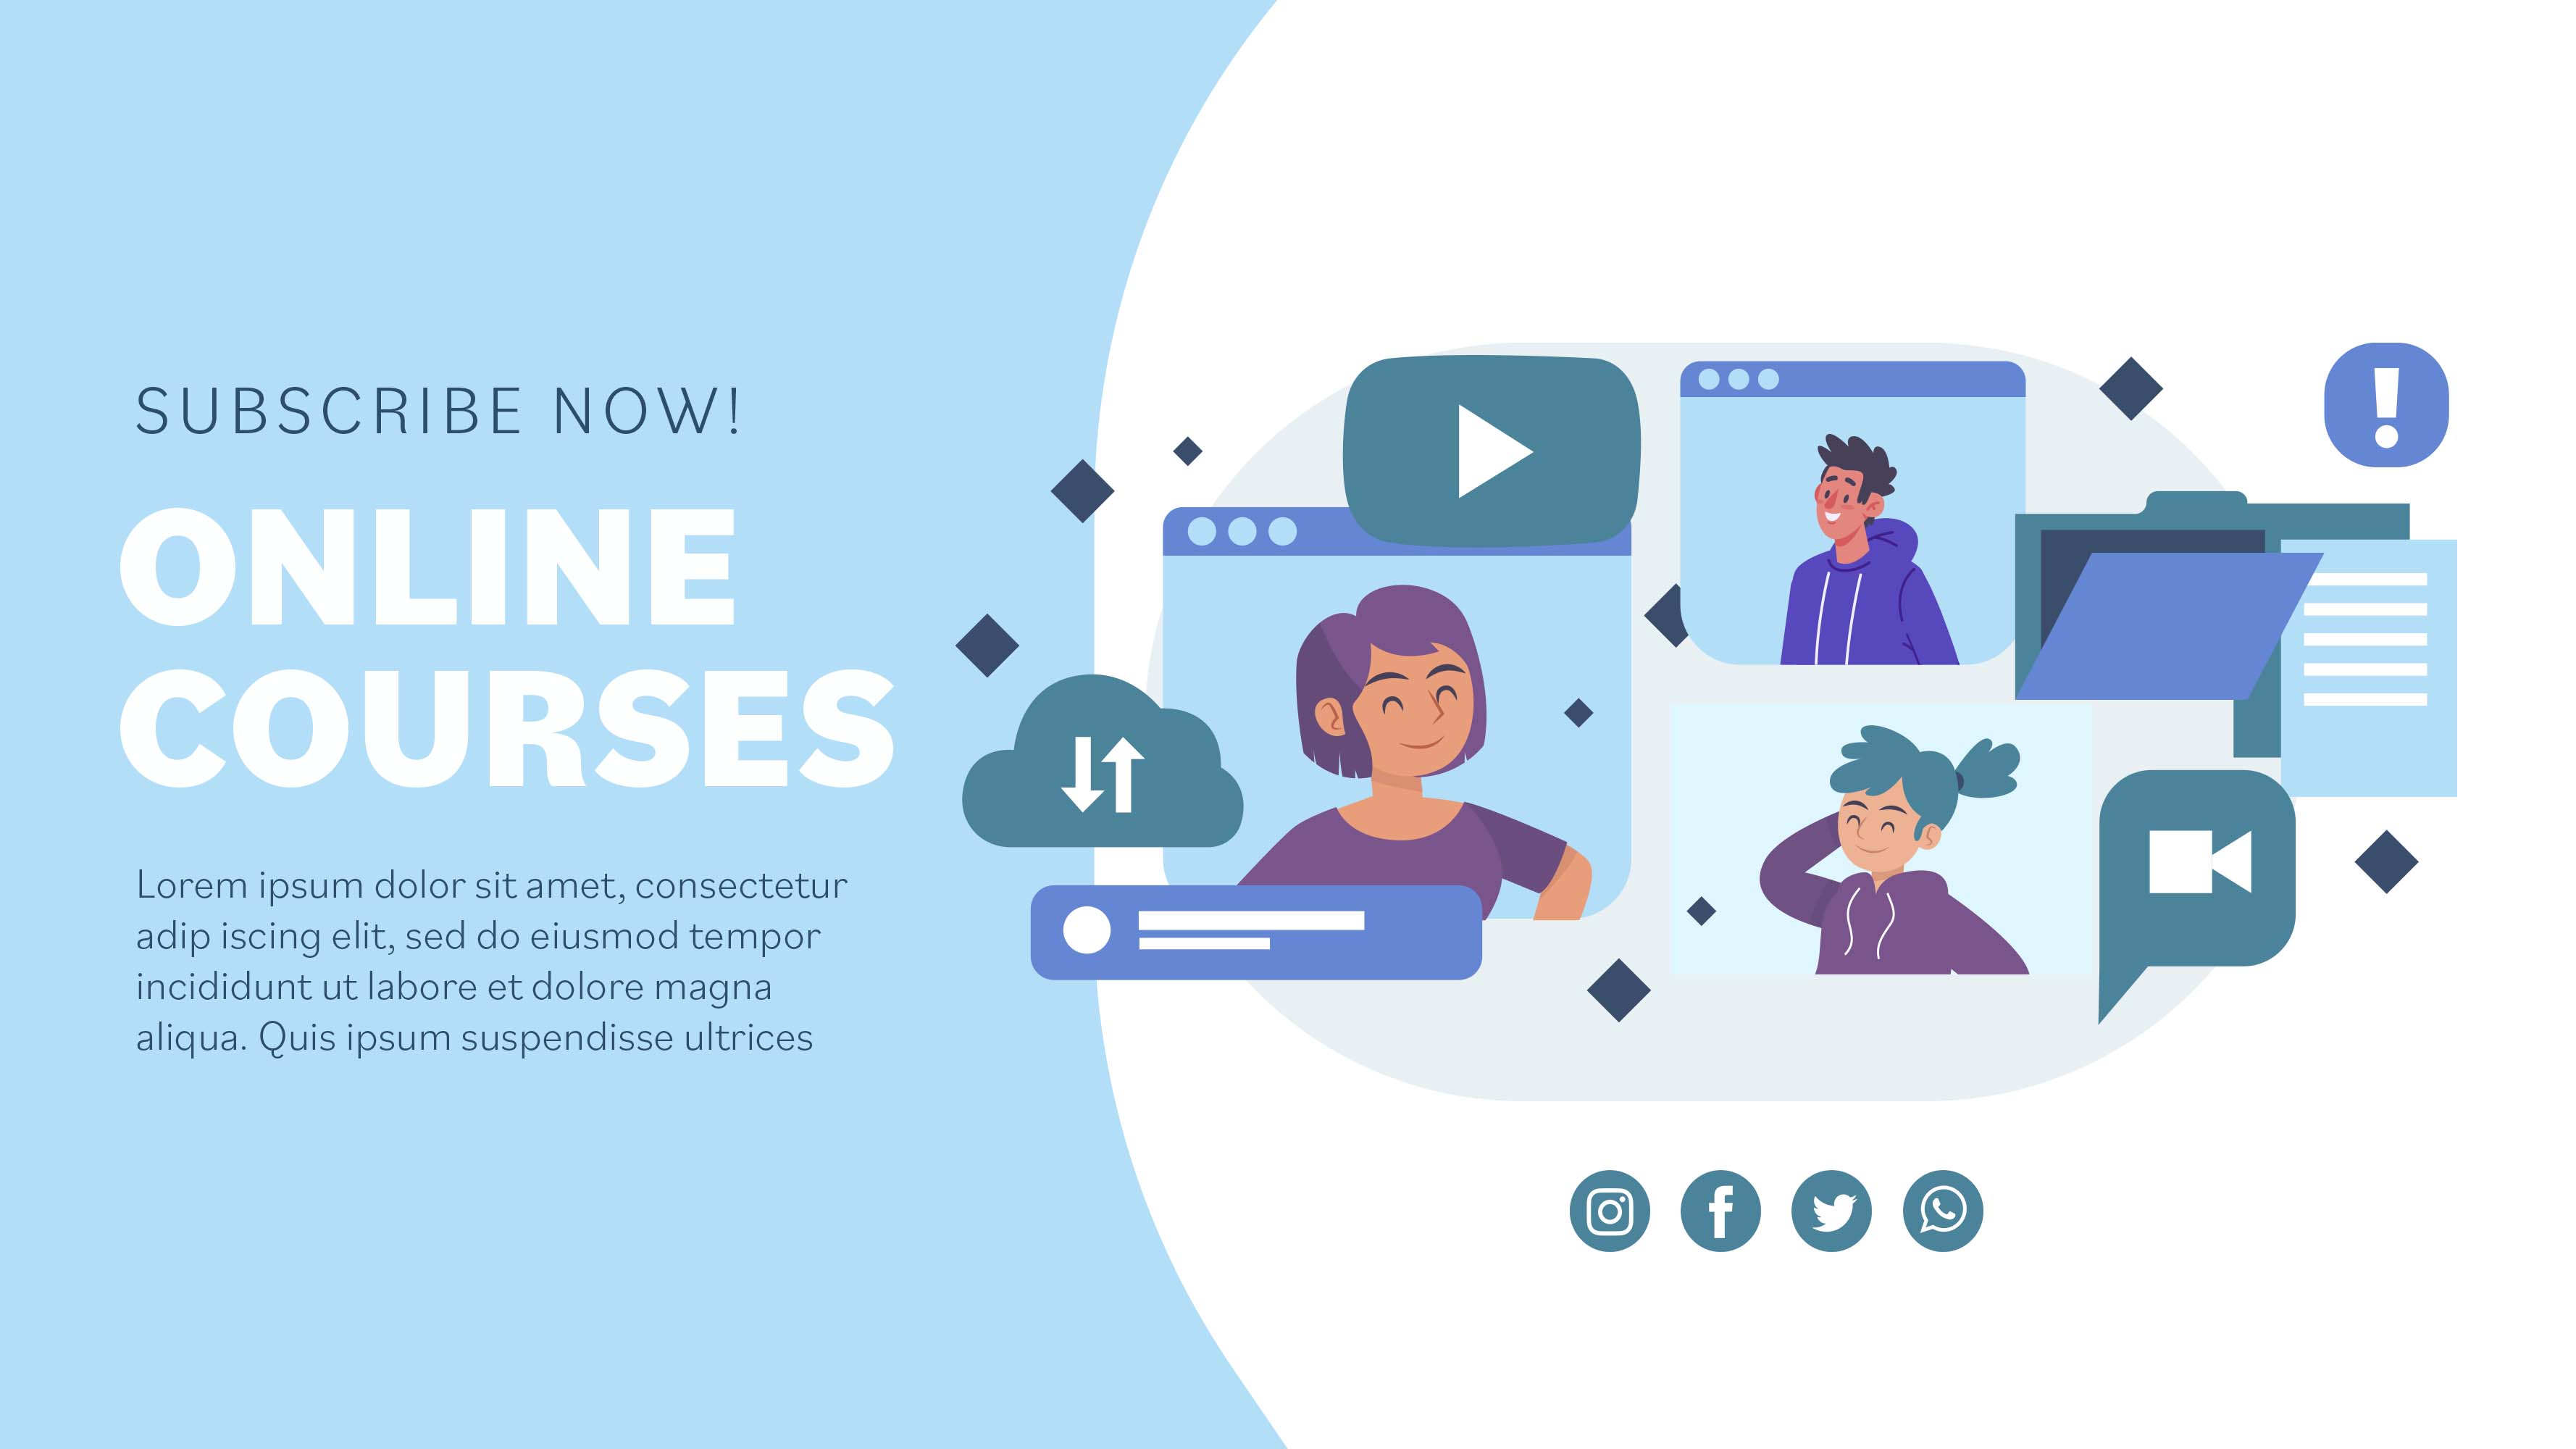 SUBSCRIBE NOW!
ONLINE
COURSES
Lorem ipsum dolor sit amet, consectetur
adip iscing elit, sed do eiusmod tempor
incididunt ut labore et dolore magna
aliqua. Quis ipsum suspendisse ultrices